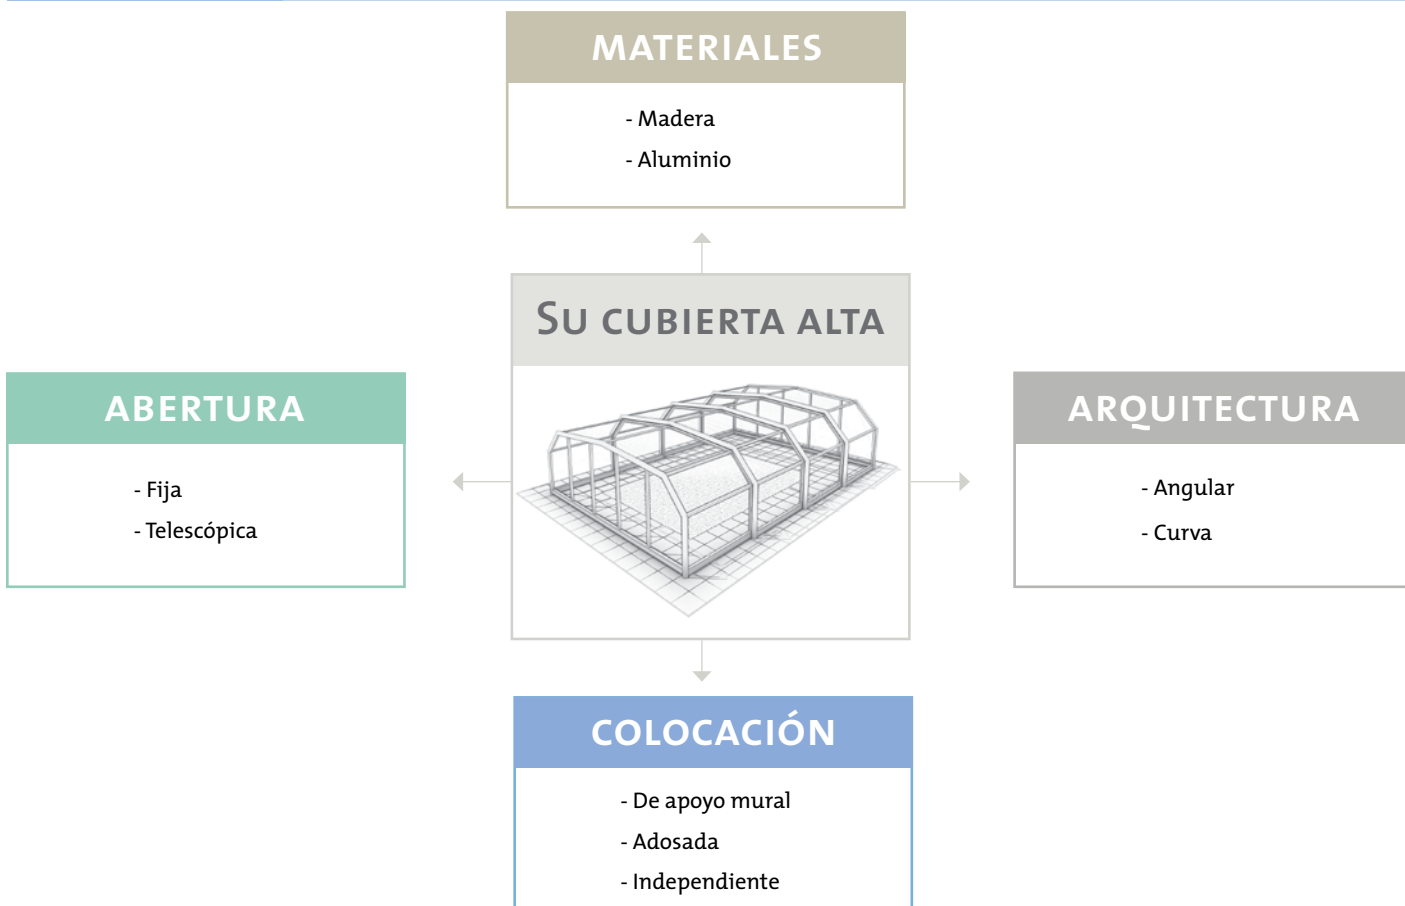 MATERIALES
- Madera
- Aluminio
SU CUBIERTA ALTA
ABERTURA
- Fija
- Telescópica
ARQUITECTURA
- Angular
- Curva
COLOCACIÓN
- De apoyo mural
- Adosada
- Independiente